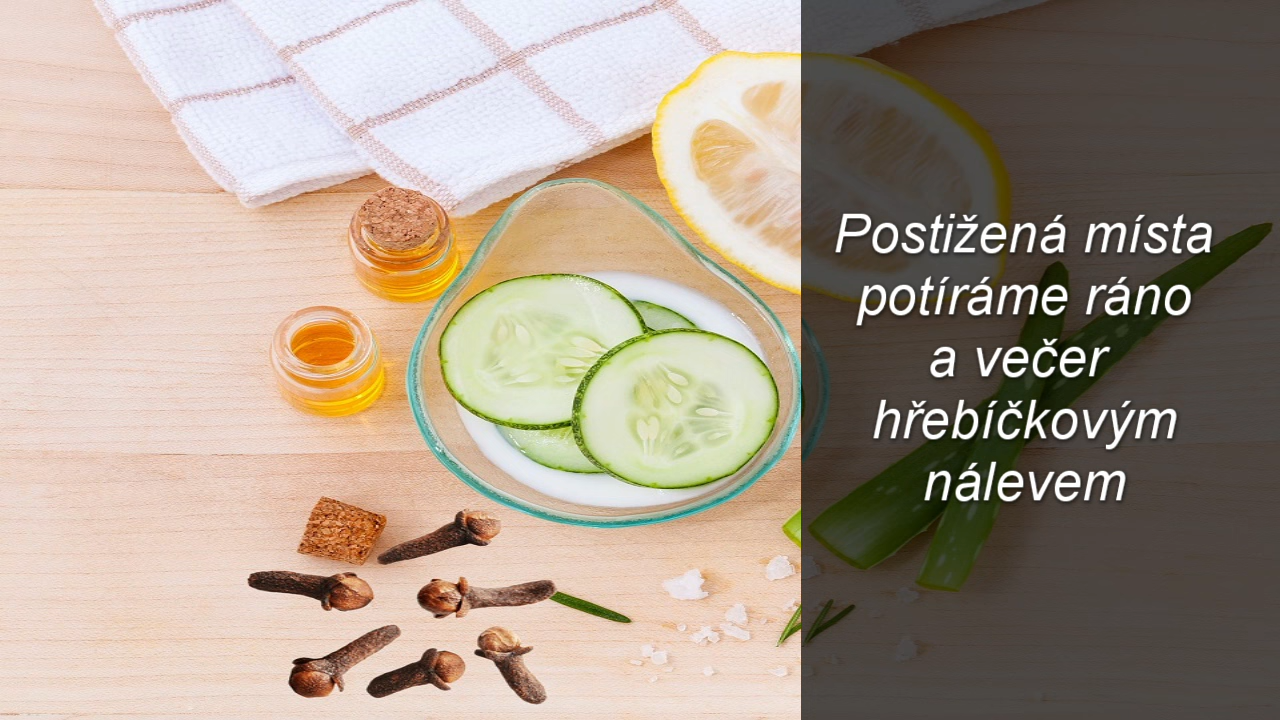 Postižená místa
potíráme ráno
a večer
hřebíčkovým
nálevem